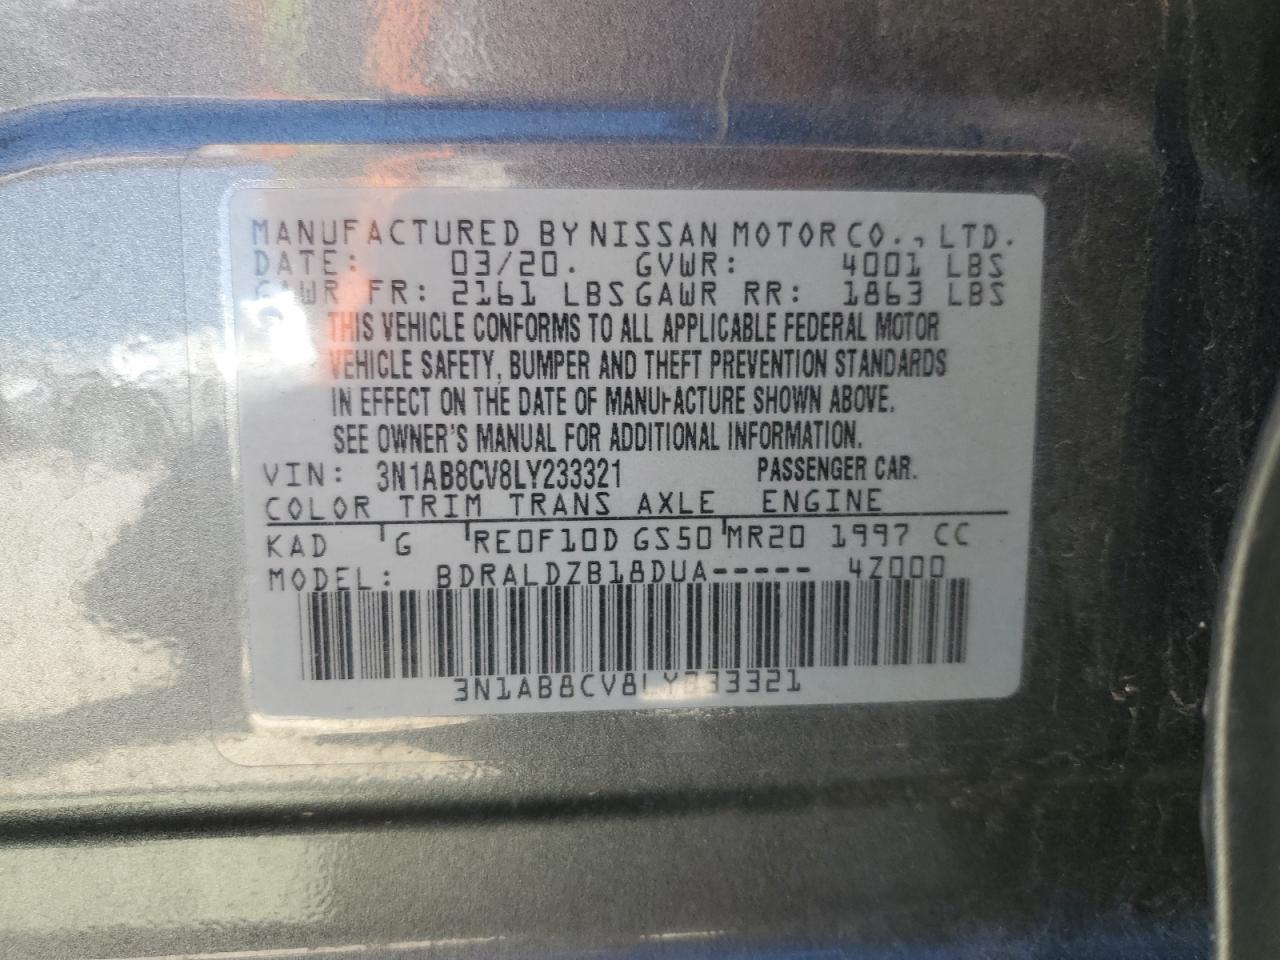 MANUFACTURED BY NISSAN MOTOR CO., LTD.
DATE: 03/20. GVWR: 4001 LBS
GAWR FR: 2161 LBS GAWR RR: 1863 LBS
THIS VEHICLE CONFORMS TO ALL APPLICABLE FEDERAL MOTOR
VEHICLE SAFETY, BUMPER AND THEFT PREVENTION STANDARDS
IN EFFECT ON THE DATE OF MANUFACTURE SHOWN ABOVE.
SEE OWNER'S MANUAL FOR ADDITIONAL INFORMATION.
VIN: 3N1AB8CV8LY233321 PASSENGER CAR.
COLOR TRIM TRANS AXLE ENGINE
KAD G RE0F10D GS50 MR20 1997 CC
MODEL: BDRALDZB18DUA----- 4Z000
3N1AB8CV8LY233321